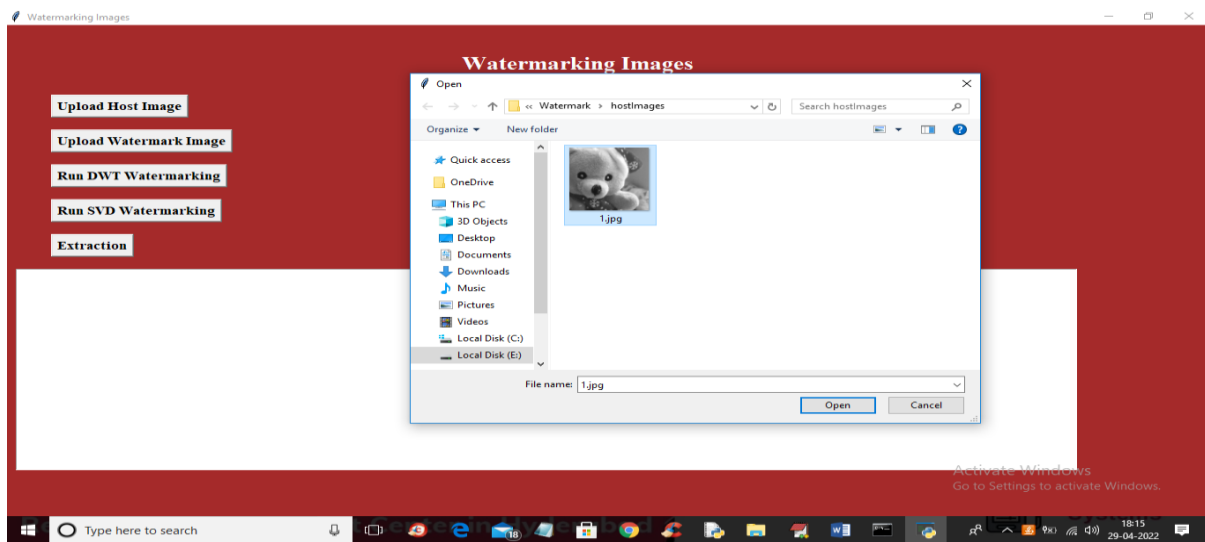 Watermarking Images
Watermarking Images
Upload Host Image
Upload Watermark Image
Run DWT Watermarking
Run SVD Watermarking
Extraction
Open
« Watermark > hostImages
Search hostImages
Organize
New folder
Quick access
OneDrive
This PC
3D Objects
Desktop
Documents
Downloads
Music
Pictures
Videos
Local Disk (C:)
Local Disk (E:)
1.jpg
File name: 1.jpg
Open
Cancel
Activate Windows
Go to Settings to activate Windows.
Type here to search
18
18:15
29-04-2022